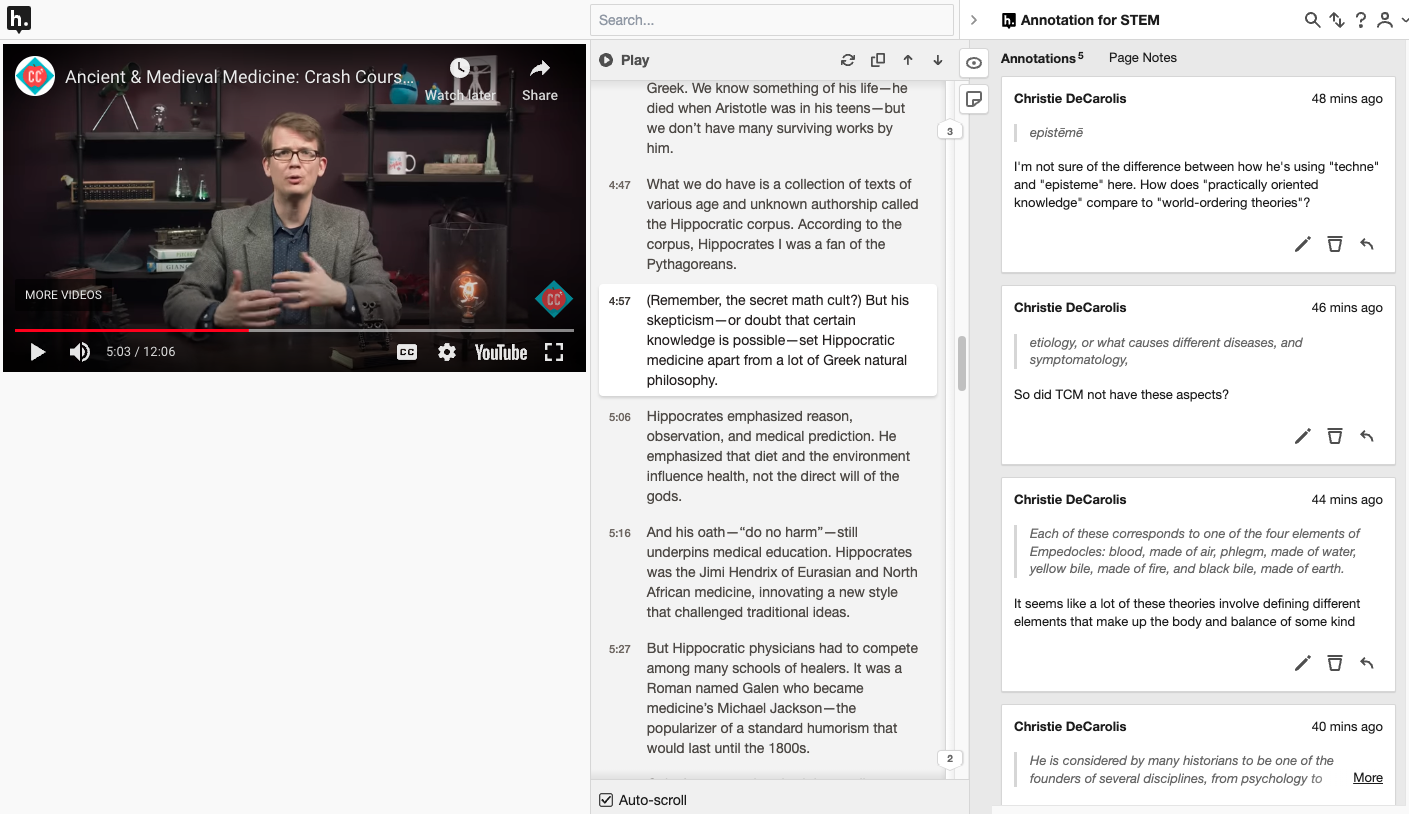 h.
Search...
Annotation for STEM
CC
Ancient & Medieval Medicine: Crash Cours...
Watch later
Share
MORE VIDEOS
CC
5:03 / 12:06
CC
YouTube
Play
Greek. We know something of his life—he
died when Aristotle was in his teens—but
we don’t have many surviving works by
him.
4:47
What we do have is a collection of texts of
various age and unknown authorship called
the Hippocratic corpus. According to the
corpus, Hippocrates I was a fan of the
Pythagoreans.
4:57
(Remember, the secret math cult?) But his
skepticism—or doubt that certain
knowledge is possible—set Hippocratic
medicine apart from a lot of Greek natural
philosophy.
5:06
Hippocrates emphasized reason,
observation, and medical prediction. He
emphasized that diet and the environment
influence health, not the direct will of the
gods.
5:16
And his oath—“do no harm”—still
underpins medical education. Hippocrates
was the Jimi Hendrix of Eurasian and North
African medicine, innovating a new style
that challenged traditional ideas.
5:27
But Hippocratic physicians had to compete
among many schools of healers. It was a
Roman named Galen who became
medicine’s Michael Jackson—the
popularizer of a standard humorism that
would last until the 1800s.
Auto-scroll
3
2
Annotations 5
Page Notes
Christie DeCarolis
48 mins ago
epistēmē
I'm not sure of the difference between how he's using "techne"
and "episteme" here. How does "practically oriented
knowledge" compare to "world-ordering theories"?
Christie DeCarolis
46 mins ago
etiology, or what causes different diseases, and
symptomatology,
So did TCM not have these aspects?
Christie DeCarolis
44 mins ago
Each of these corresponds to one of the four elements of
Empedocles: blood, made of air, phlegm, made of water,
yellow bile, made of fire, and black bile, made of earth.
It seems like a lot of these theories involve defining different
elements that make up the body and balance of some kind
Christie DeCarolis
40 mins ago
He is considered by many historians to be one of the
founders of several disciplines, from psychology to
More